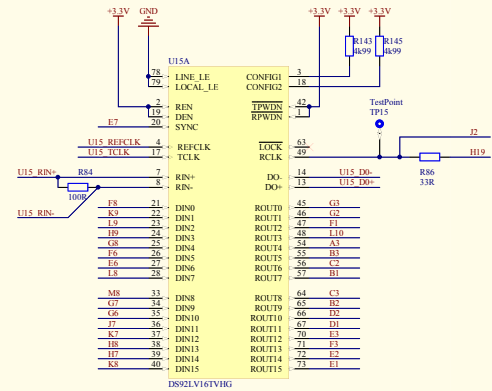 +3.3V GND +3.3V +3.3V +3.3V
U15A
R143 4k99 R145 4k99
78 LINE_LE CONFIG1 3
79 LOCAL_LE CONFIG2 18
2 REN TPWDN 42
19 DEN RPWDN 1
E7 20 SYNC
TestPoint
TP15
U15_REFCLK 4 REFCLK LOCK 63
U15_TCLK 17 TCLK RCLK 49
J2
H19
R86
33R
U15_RIN+ R84 7 RIN+ DO- 14 U15_D0-
8 RIN- DO+ 13 U15_D0+
100R
U15_RIN-
F8 21 DIN0 ROUT0 45 G3
K9 22 DIN1 ROUT1 46 G2
L9 23 DIN2 ROUT2 47 F1
H9 24 DIN3 ROUT3 48 L10
G8 25 DIN4 ROUT4 54 A3
F6 26 DIN5 ROUT5 55 B3
E6 27 DIN6 ROUT6 56 C2
L8 28 DIN7 ROUT7 57 B1
M8 33 DIN8 ROUT8 64 C3
G7 34 DIN9 ROUT9 65 B2
G6 35 DIN10 ROUT10 66 D2
J7 36 DIN11 ROUT11 67 D1
K7 37 DIN12 ROUT12 70 E3
H8 38 DIN13 ROUT13 71 F3
H7 39 DIN14 ROUT14 72 E2
K8 40 DIN15 ROUT15 73 E1
DS92LV16TVHG